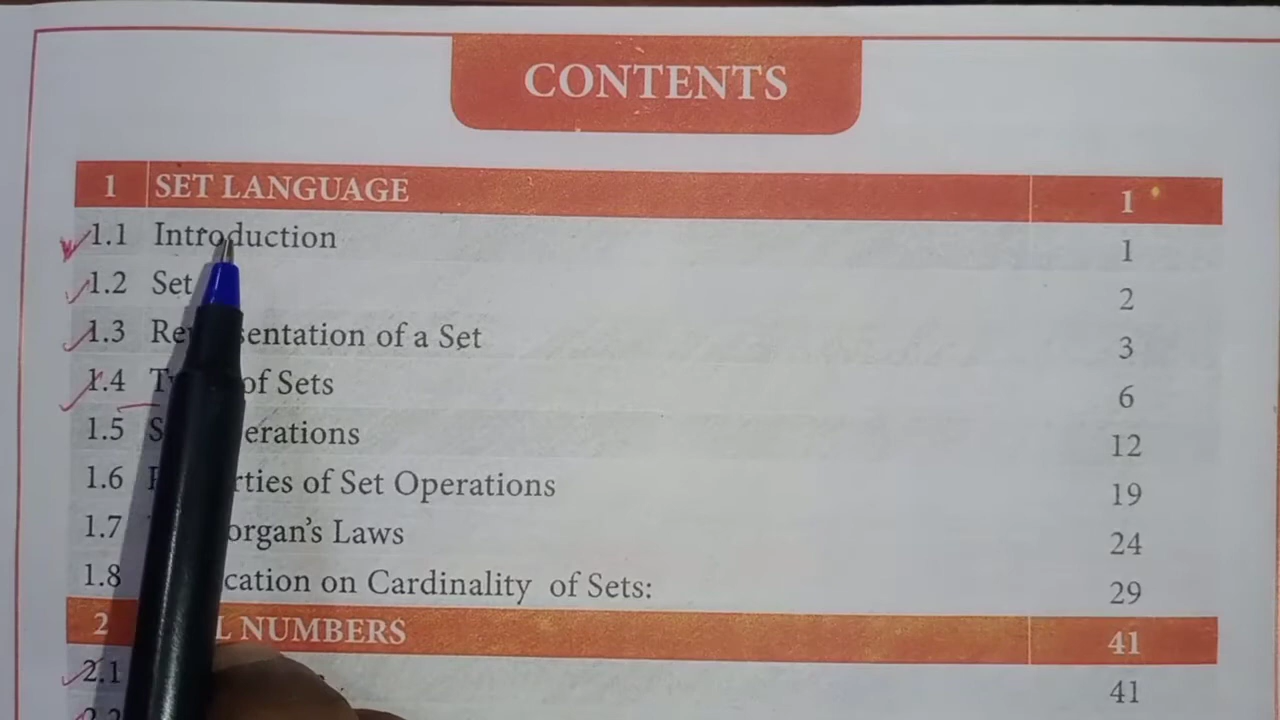 CONTENTS
1 SET LANGUAGE 1
1.1 Introduction 1
1.2 Set 2
1.3 Re sentation of a Set 3
1.4 of Sets 6
1.5 erations 12
1.6 rties of Set Operations 19
1.7 organ's Laws 24
1.8 cation on Cardinality of Sets: 29
2 L NUMBERS 41
2.1 41